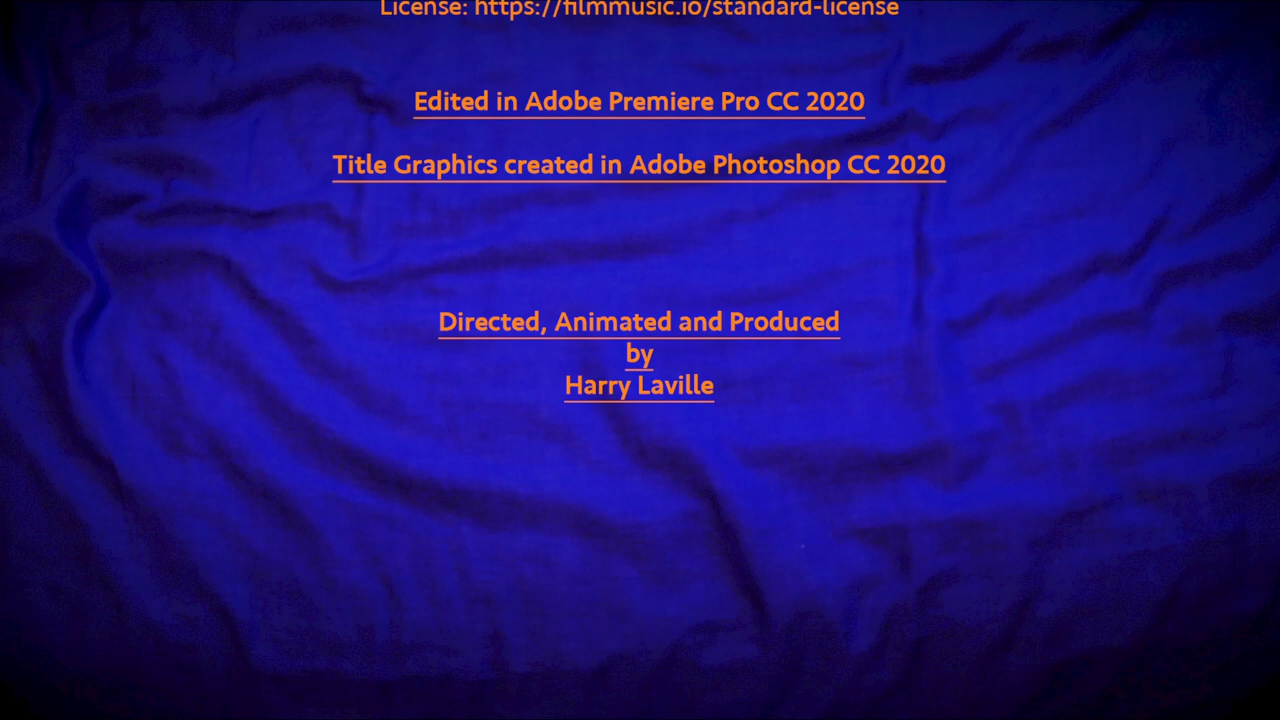 License: https://filmmusic.io/standard-license
Edited in Adobe Premiere Pro CC 2020
Title Graphics created in Adobe Photoshop CC 2020
Directed, Animated and Produced
by
Harry Laville